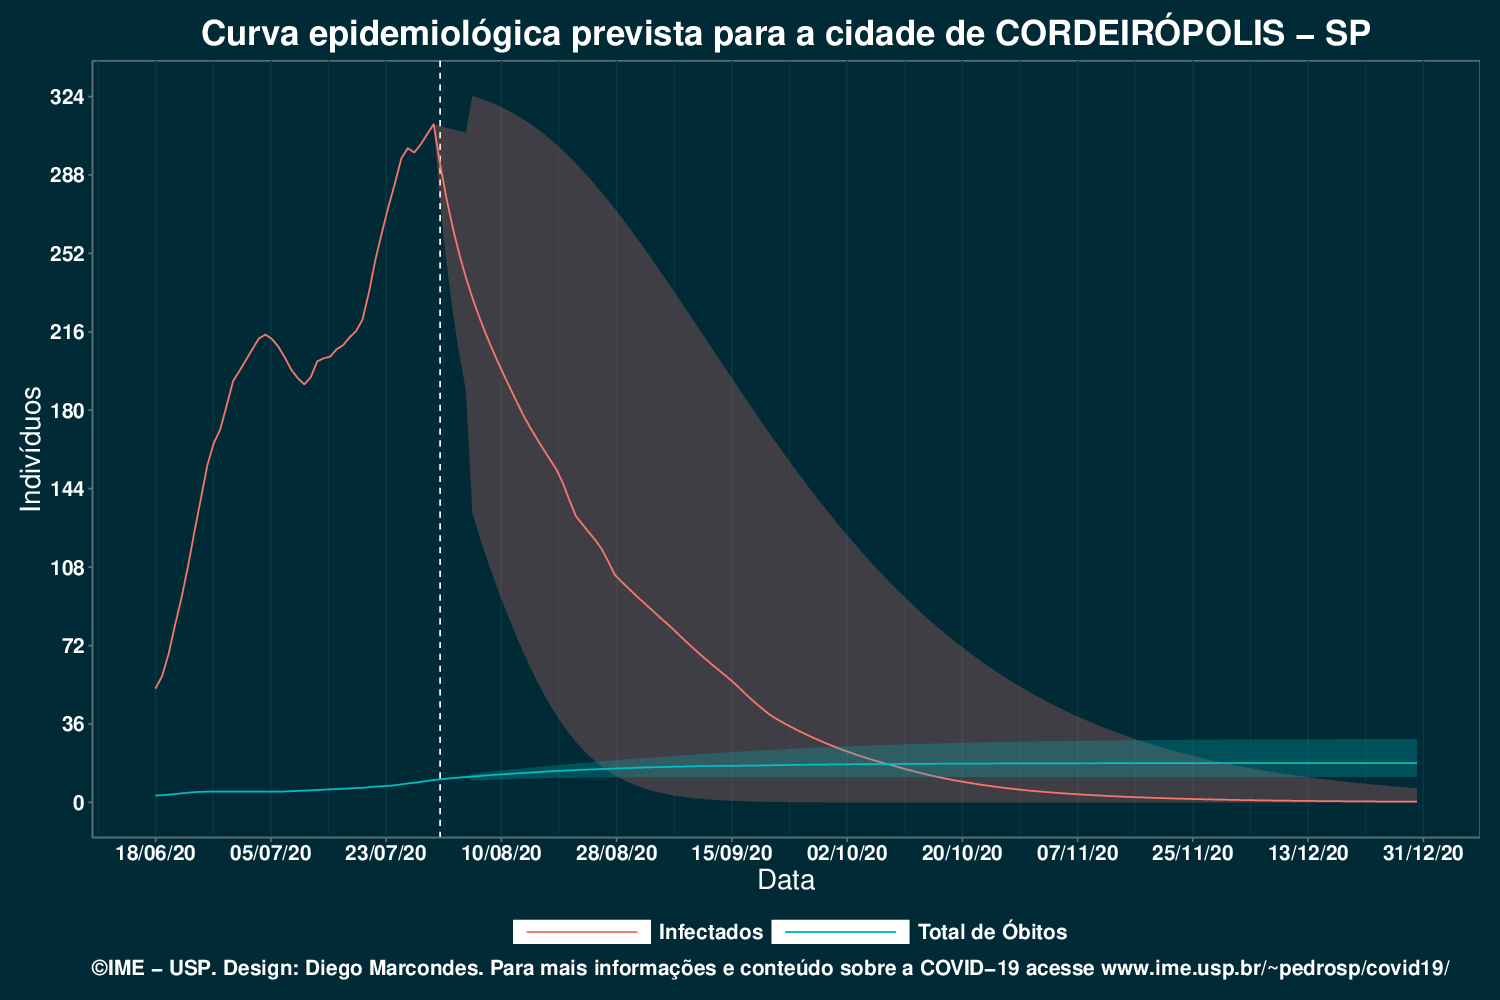 Curva epidemiológica prevista para a cidade de CORDEIRÓPOLIS – SP
324
288
252
216
180
144
108
72
36
0
Indivíduos
18/06/20 05/07/20 23/07/20 10/08/20 28/08/20 15/09/20 02/10/20 20/10/20 07/11/20 25/11/20 13/12/20 31/12/20
Data
Infectados Total de Óbitos
©IME – USP. Design: Diego Marcondes. Para mais informações e conteúdo sobre a COVID–19 acesse www.ime.usp.br/~pedrosp/covid19/